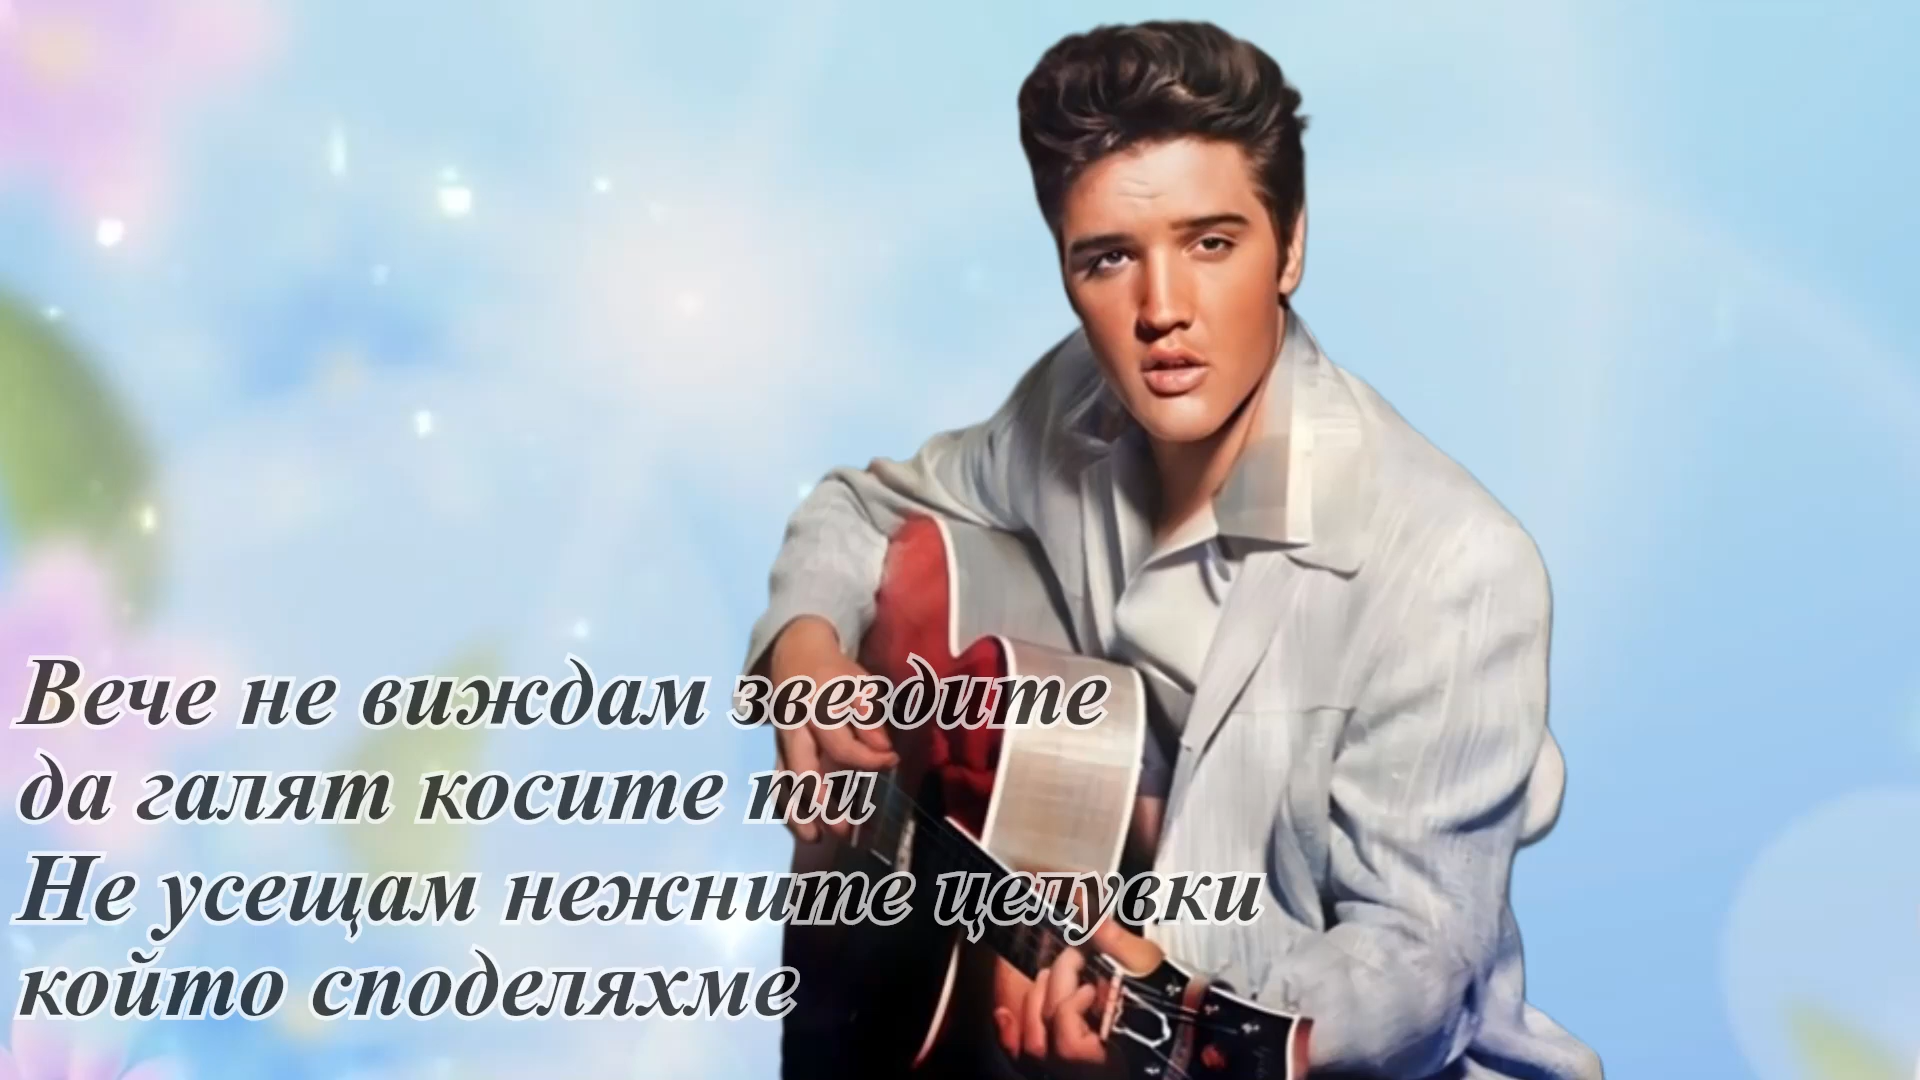 Вече не виждам звездите
да галят косите ти
Не усещам нежните целувки
който споделяхме